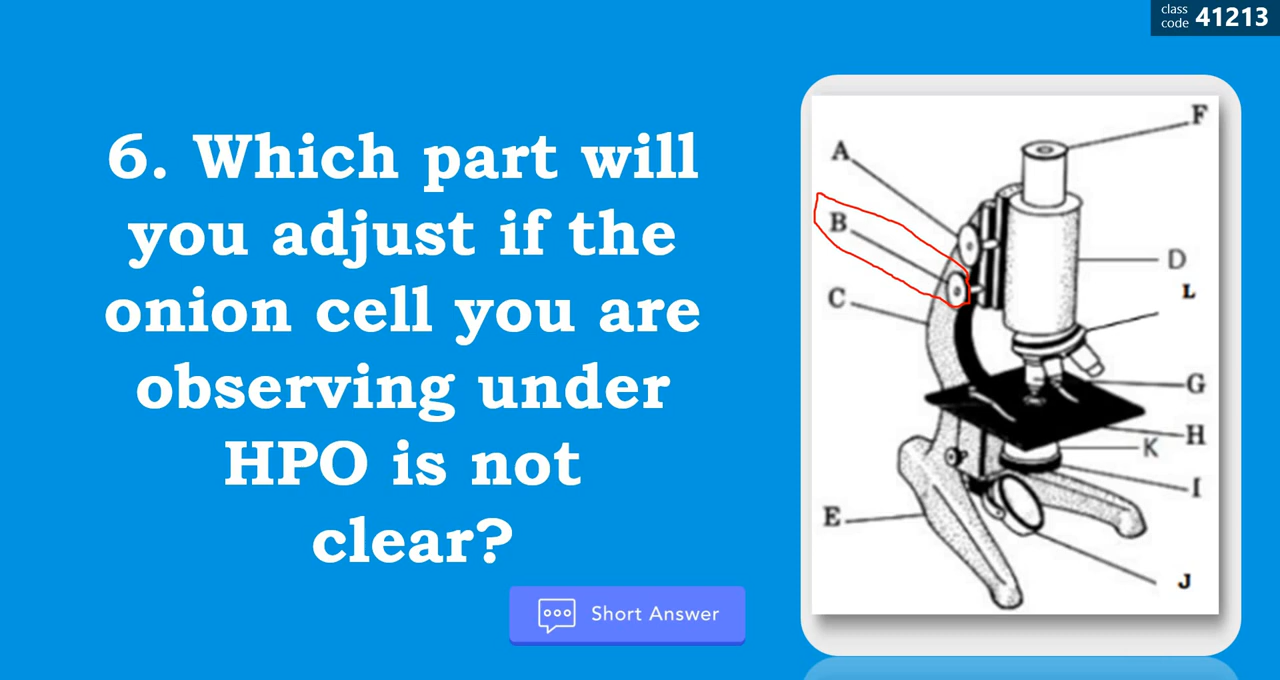 class
code 41213
6. Which part will
you adjust if the
onion cell you are
observing under
HPO is not
clear?
Short Answer
F
A
B
D
L
C
G
H
K
I
E
J